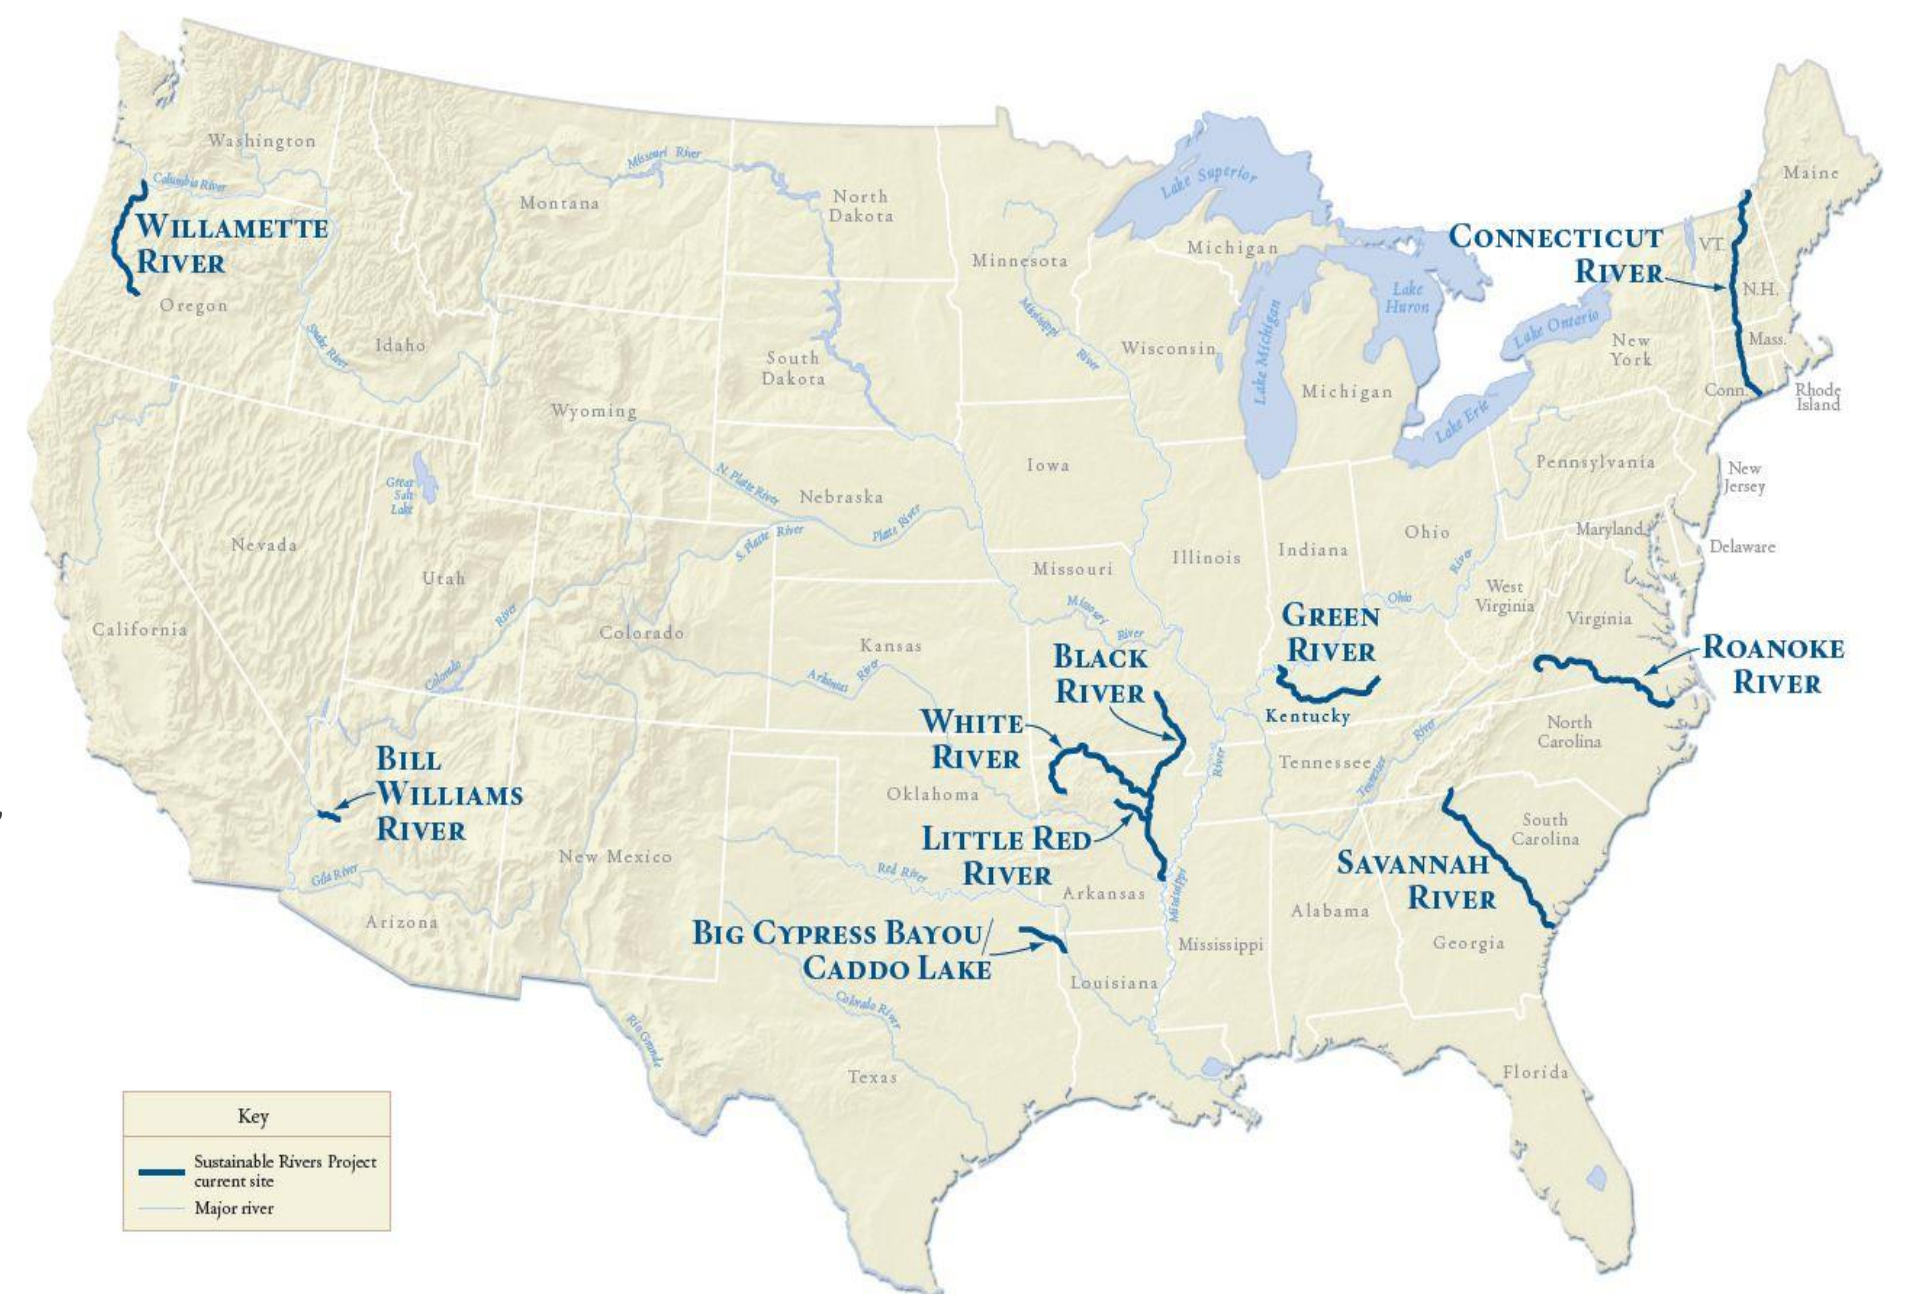 Washington
Columbia River
WILLAMETTE
RIVER
Oregon
Montana
Missouri River
North
Dakota
Minnesota
Lake Superior
Michigan
CONNECTICUT
RIVER
VT.
N.H.
Maine
Lake
Huron
Lake Michigan
Lake Ontario
New
York
Mass.
Conn.
Rhode
Island
Idaho
Snake River
Wyoming
South
Dakota
Mississippi
River
Wisconsin
Michigan
Lake Erie
Great
Salt
Lake
N. Platte River
Nebraska
Iowa
Pennsylvania
New
Jersey
Nevada
Utah
S. Platte River
Platte River
Missouri
Illinois
Indiana
Ohio
Ohio
River
Maryland
Delaware
West
Virginia
Virginia
California
Colorado
River
Colorado
Kansas
Arkansas River
Missouri
River
GREEN
RIVER
Kentucky
BLACK
RIVER
WHITE
RIVER
ROANOKE
RIVER
North
Carolina
BILL
WILLIAMS
RIVER
Oklahoma
LITTLE RED
RIVER
Mississippi
River
Tennessee
Tennessee
River
South
Carolina
SAVANNAH
RIVER
Gila River
Arizona
New Mexico
Red River
Arkansas
BIG CYPRESS BAYOU/
CADDO LAKE
Mississippi
Alabama
Georgia
Louisiana
Colorado River
Rio Grande
Texas
Florida
Key
Sustainable Rivers Project
current site
Major river